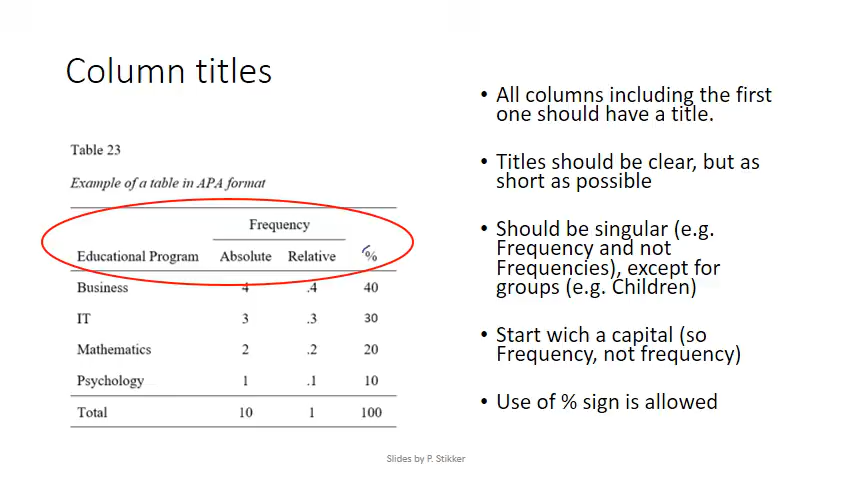 Column titles
Table 23
Example of a table in APA format
Frequency
Educational Program Absolute Relative %
Business 4 .4 40
IT 3 .3 30
Mathematics 2 .2 20
Psychology 1 .1 10
Total 10 1 100
• All columns including the first
one should have a title.
• Titles should be clear, but as
short as possible
• Should be singular (e.g.
Frequency and not
Frequencies), except for
groups (e.g. Children)
• Start wich a capital (so
Frequency, not frequency)
• Use of % sign is allowed
Slides by P. Stikker